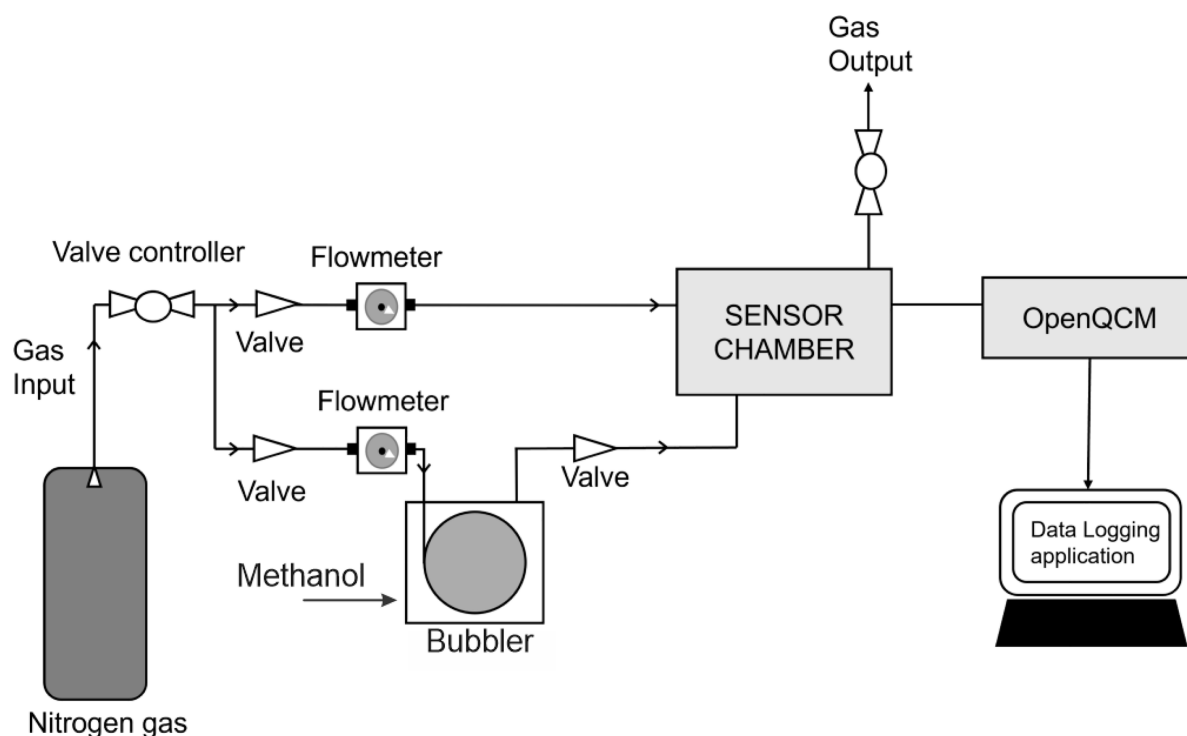 Gas
Output
Valve controller
Flowmeter
Valve
Gas
Input
SENSOR
CHAMBER
OpenQCM
Flowmeter
Valve
Valve
Methanol
Bubbler
Data Logging
application
Nitrogen gas